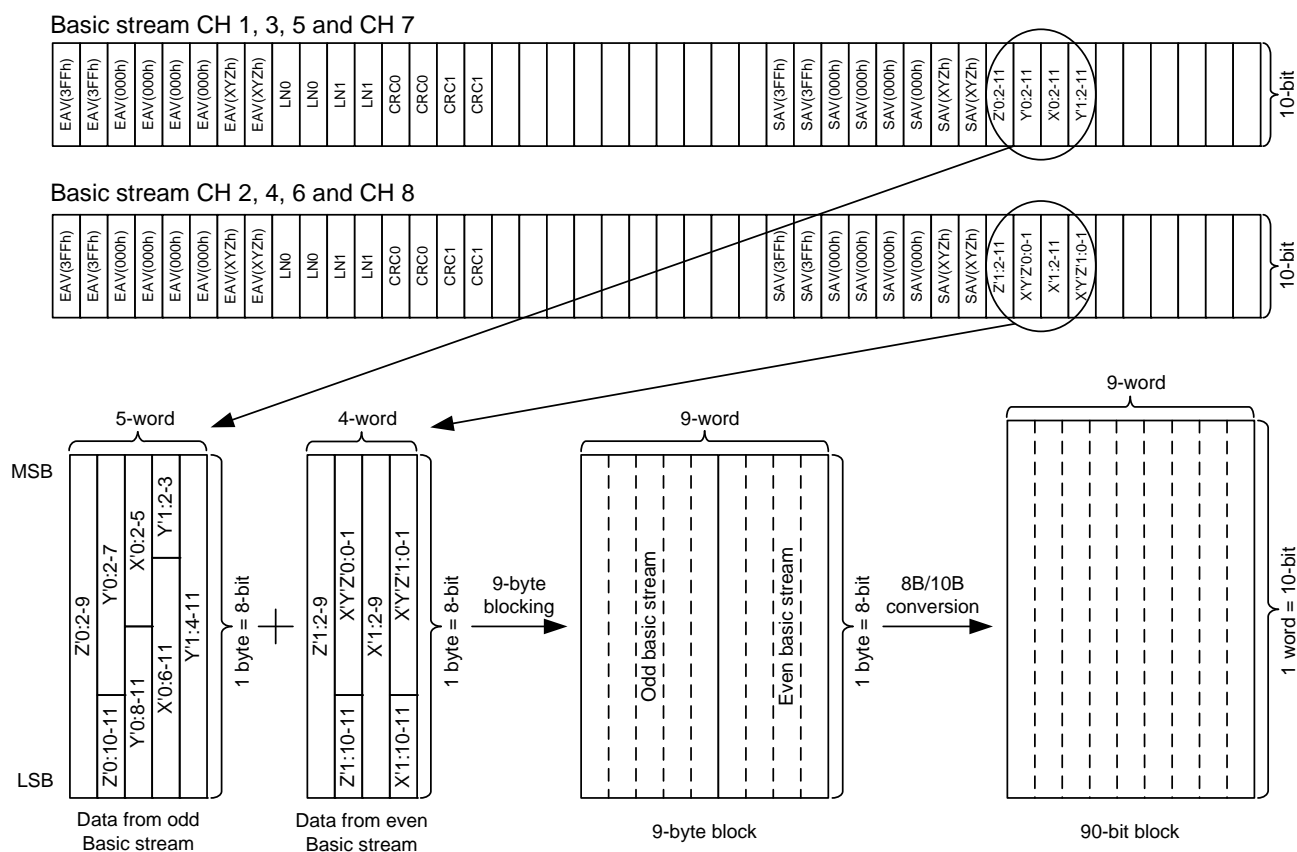 Basic stream CH 1, 3, 5 and CH 7
EAV(3FFh)
EAV(3FFh)
EAV(000h)
EAV(000h)
EAV(000h)
EAV(000h)
EAV(XYZh)
EAV(XYZh)
LN0
LN0
LN1
LN1
CRC0
CRC0
CRC1
CRC1
SAV(3FFh)
SAV(3FFh)
SAV(000h)
SAV(000h)
SAV(000h)
SAV(000h)
SAV(XYZh)
SAV(XYZh)
Z'0:2-11
Y'0:2-11
X'0:2-11
Y'1:2-11
10-bit
Basic stream CH 2, 4, 6 and CH 8
EAV(3FFh)
EAV(3FFh)
EAV(000h)
EAV(000h)
EAV(000h)
EAV(000h)
EAV(XYZh)
EAV(XYZh)
LN0
LN0
LN1
LN1
CRC0
CRC0
CRC1
CRC1
SAV(3FFh)
SAV(3FFh)
SAV(000h)
SAV(000h)
SAV(000h)
SAV(000h)
SAV(XYZh)
SAV(XYZh)
Z'1:2-11
X'Y'Z'0:0-1
X'1:2-11
X'Y'Z'1:0-1
10-bit
5-word
4-word
9-word
9-word
MSB
LSB
Z'0:2-9
Y'0:2-7
Z'0:10-11
X'0:2-5
Y'0:8-11
Y'1:2-3
X'0:6-11
Y'1:4-11
1 byte = 8-bit
Data from odd
Basic stream
Z'1:2-9
X'Y'Z'0:0-1
Z'1:10-11
X'1:2-9
X'Y'Z'1:0-1
X'1:10-11
1 byte = 8-bit
Data from even
Basic stream
9-byte
blocking
Odd basic stream
Even basic stream
1 byte = 8-bit
9-byte block
8B/10B
conversion
1 word = 10-bit
90-bit block